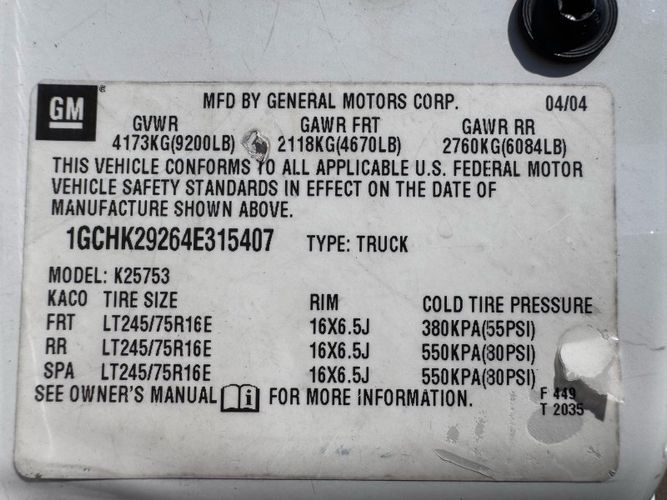 GM MFD BY GENERAL MOTORS CORP. 04/04
GVWR GAWR FRT GAWR RR
4173KG(9200LB) 2118KG(4670LB) 2760KG(6084LB)
THIS VEHICLE CONFORMS TO ALL APPLICABLE U.S. FEDERAL MOTOR
VEHICLE SAFETY STANDARDS IN EFFECT ON THE DATE OF
MANUFACTURE SHOWN ABOVE.
1GCHK29264E315407 TYPE: TRUCK
MODEL: K25753
KACO TIRE SIZE RIM COLD TIRE PRESSURE
FRT LT245/75R16E 16X6.5J 380KPA(55PSI)
RR LT245/75R16E 16X6.5J 550KPA(80PSI)
SPA LT245/75R16E 16X6.5J 550KPA(80PSI)
SEE OWNER'S MANUAL i FOR MORE INFORMATION.
F 449
T 2035